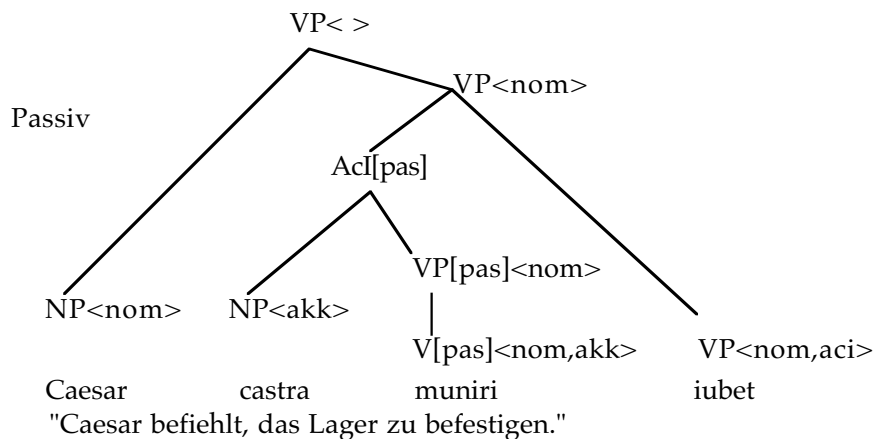 VP< >
VP<nom>
Passiv
AcI[pas]
VP[pas]<nom>
NP<nom> NP<akk>
V[pas]<nom,akk> VP<nom,aci>
Caesar castra muniri iubet
"Caesar befiehlt, das Lager zu befestigen."